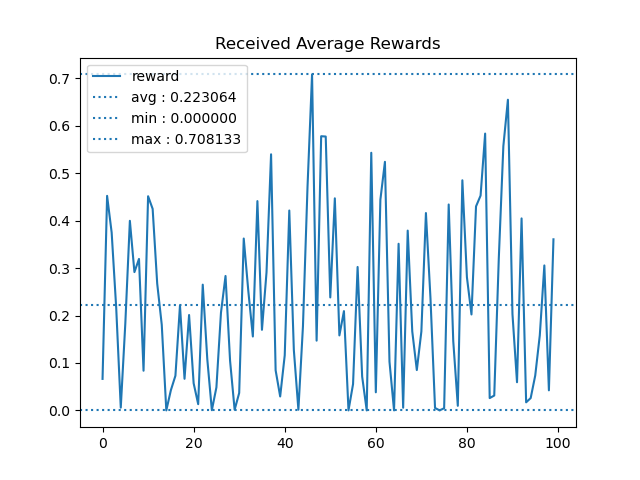 Received Average Rewards
reward
avg : 0.223064
min : 0.000000
max : 0.708133
0.7
0.6
0.5
0.4
0.3
0.2
0.1
0.0
0 20 40 60 80 100